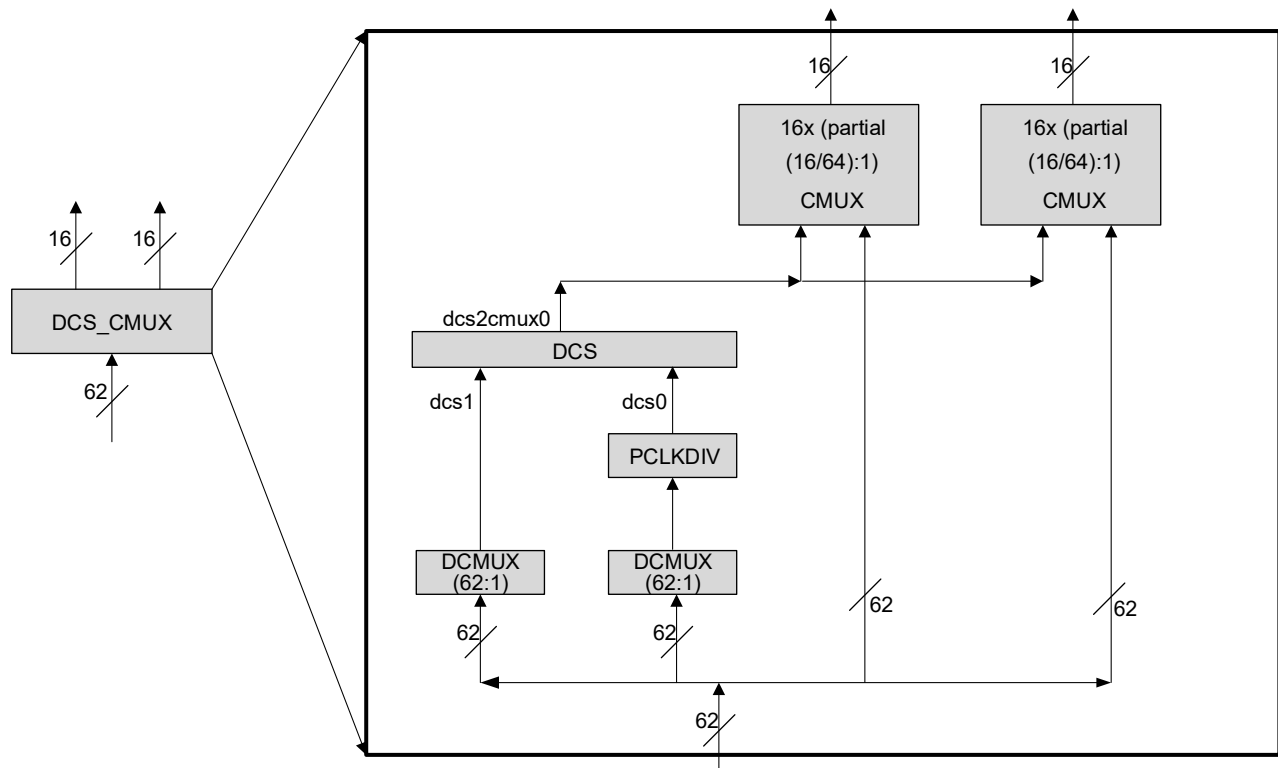 16
16
DCS_CMUX
62
16
16
16x (partial
(16/64):1)
CMUX
16x (partial
(16/64):1)
CMUX
dcs2cmux0
DCS
dcs1
dcs0
PCLKDIV
DCMUX
(62:1)
DCMUX
(62:1)
62
62
62
62
62